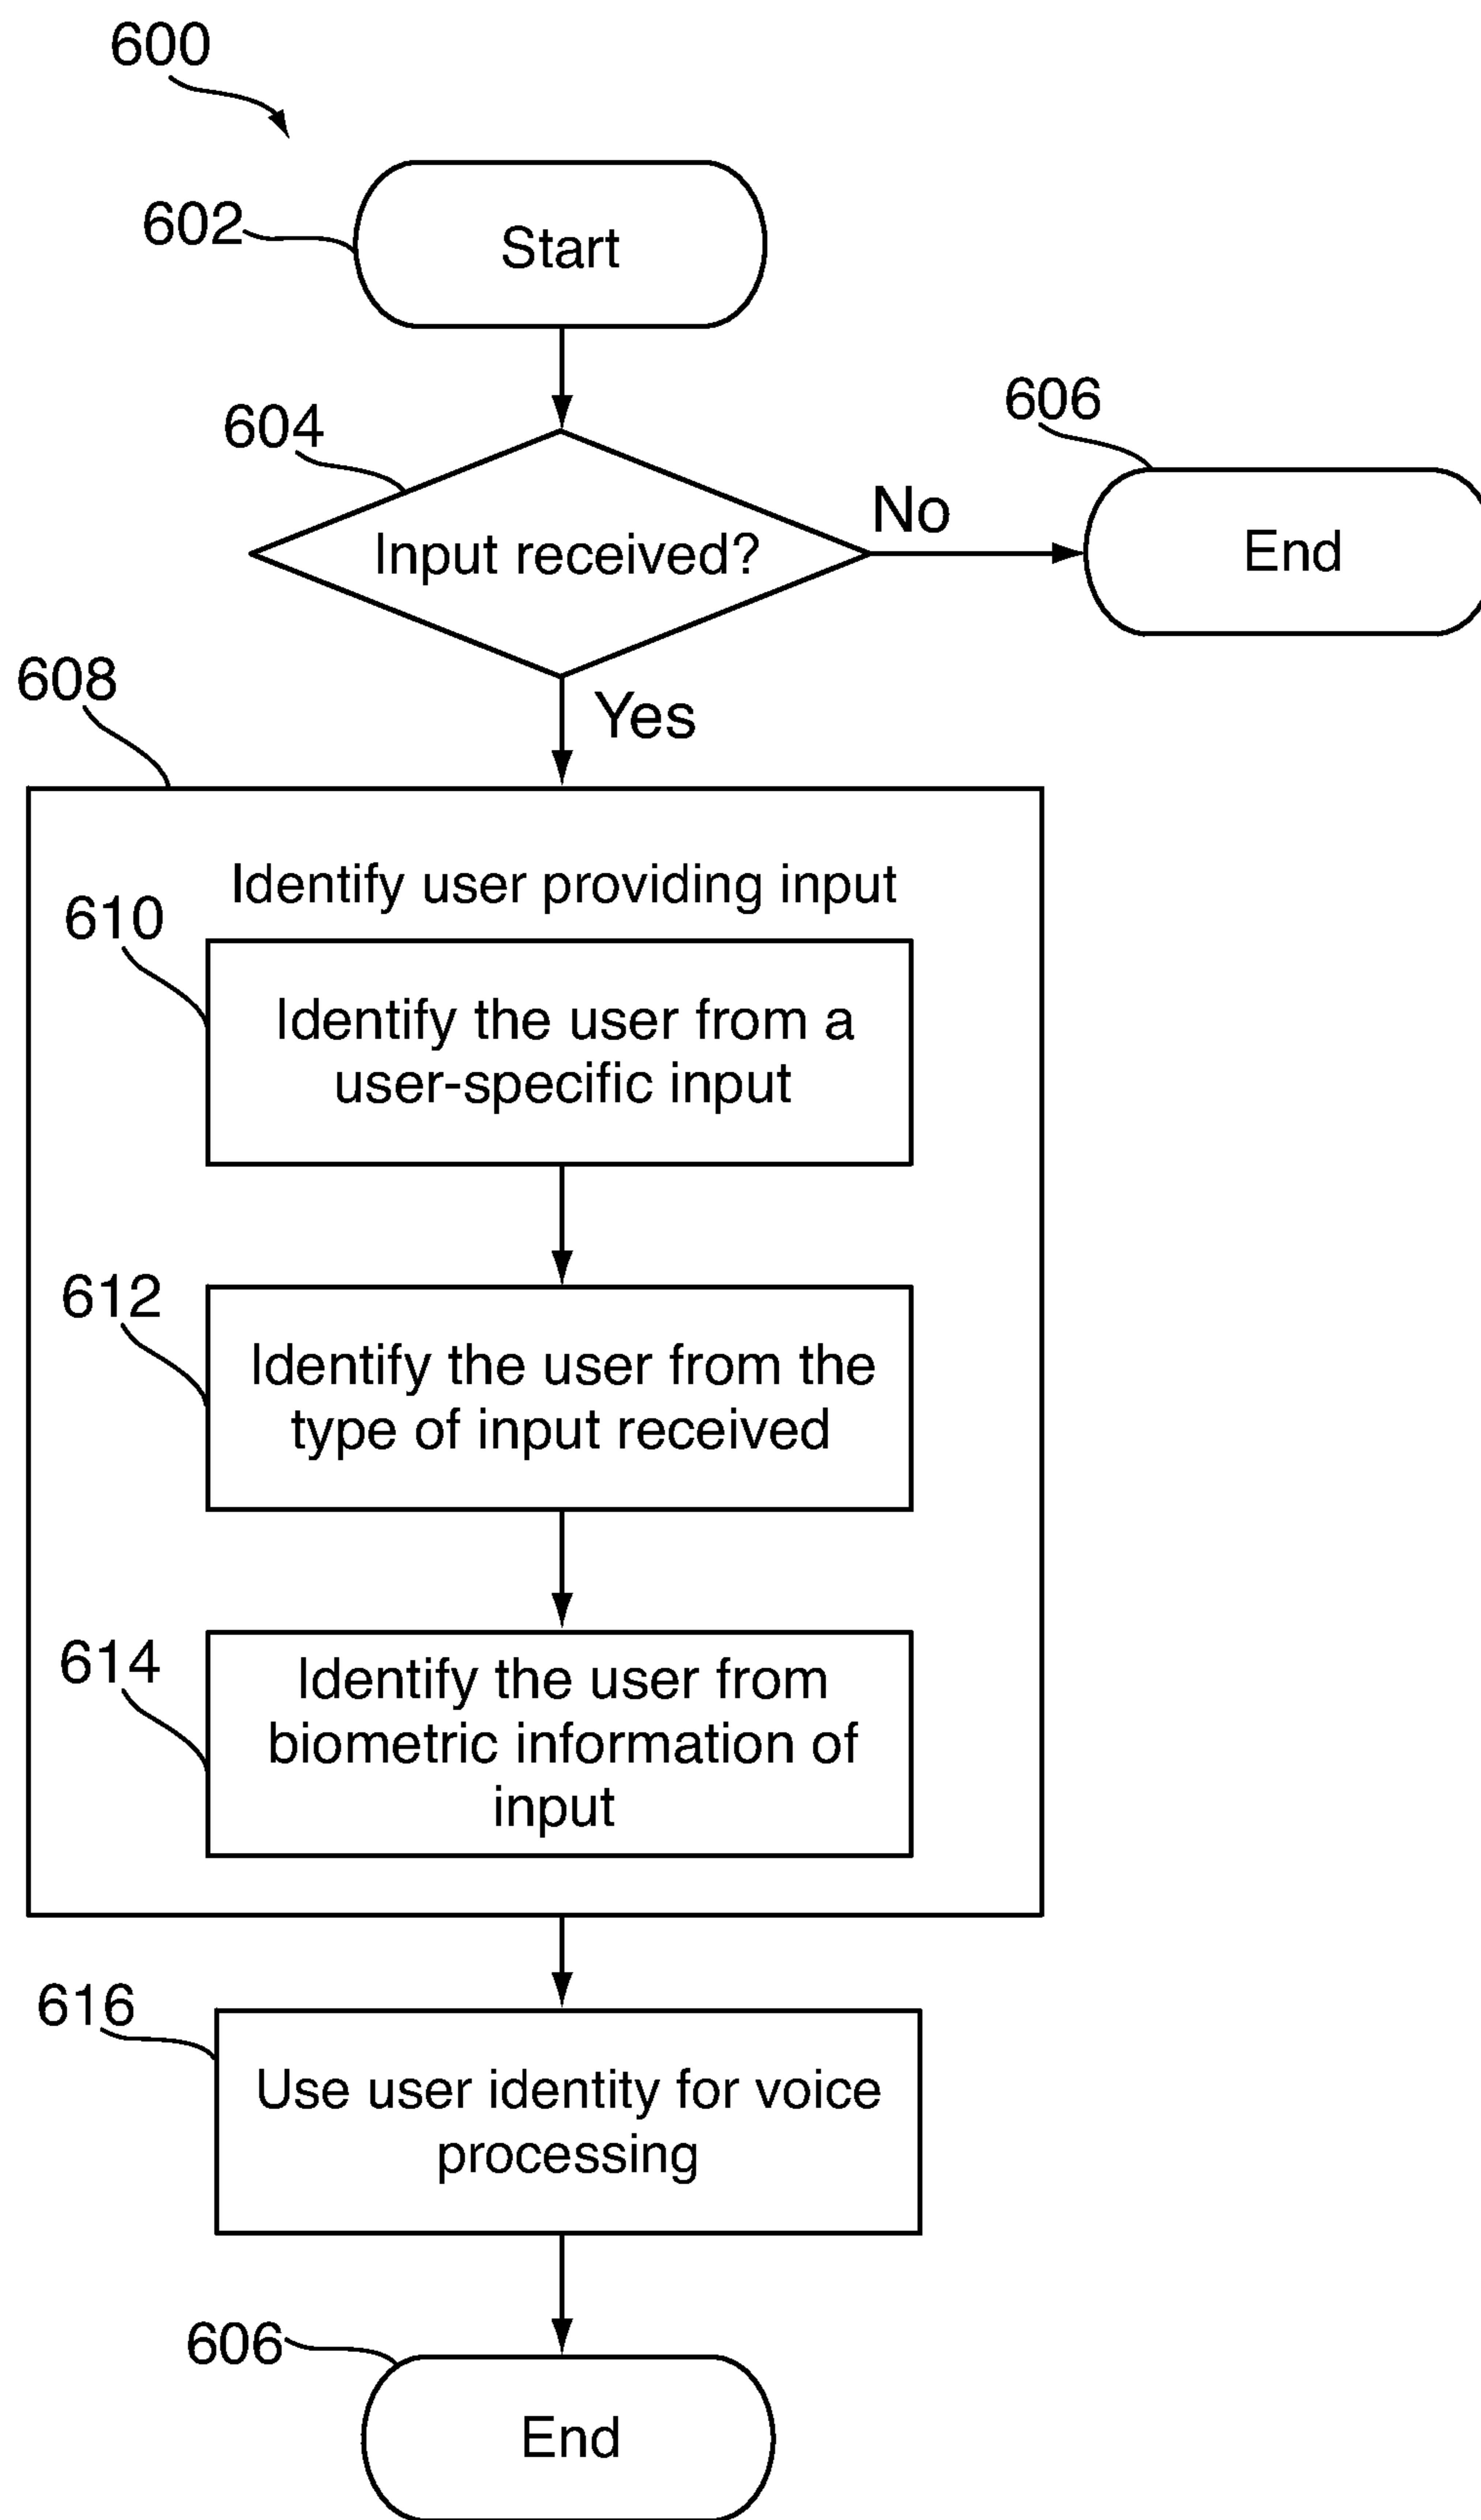 600
602
Start
604
Input received?
No
606
End
Yes
608
Identify user providing input
610
Identify the user from a
user-specific input
612
Identify the user from the
type of input received
614
Identify the user from
biometric information of
input
616
Use user identity for voice
processing
606
End